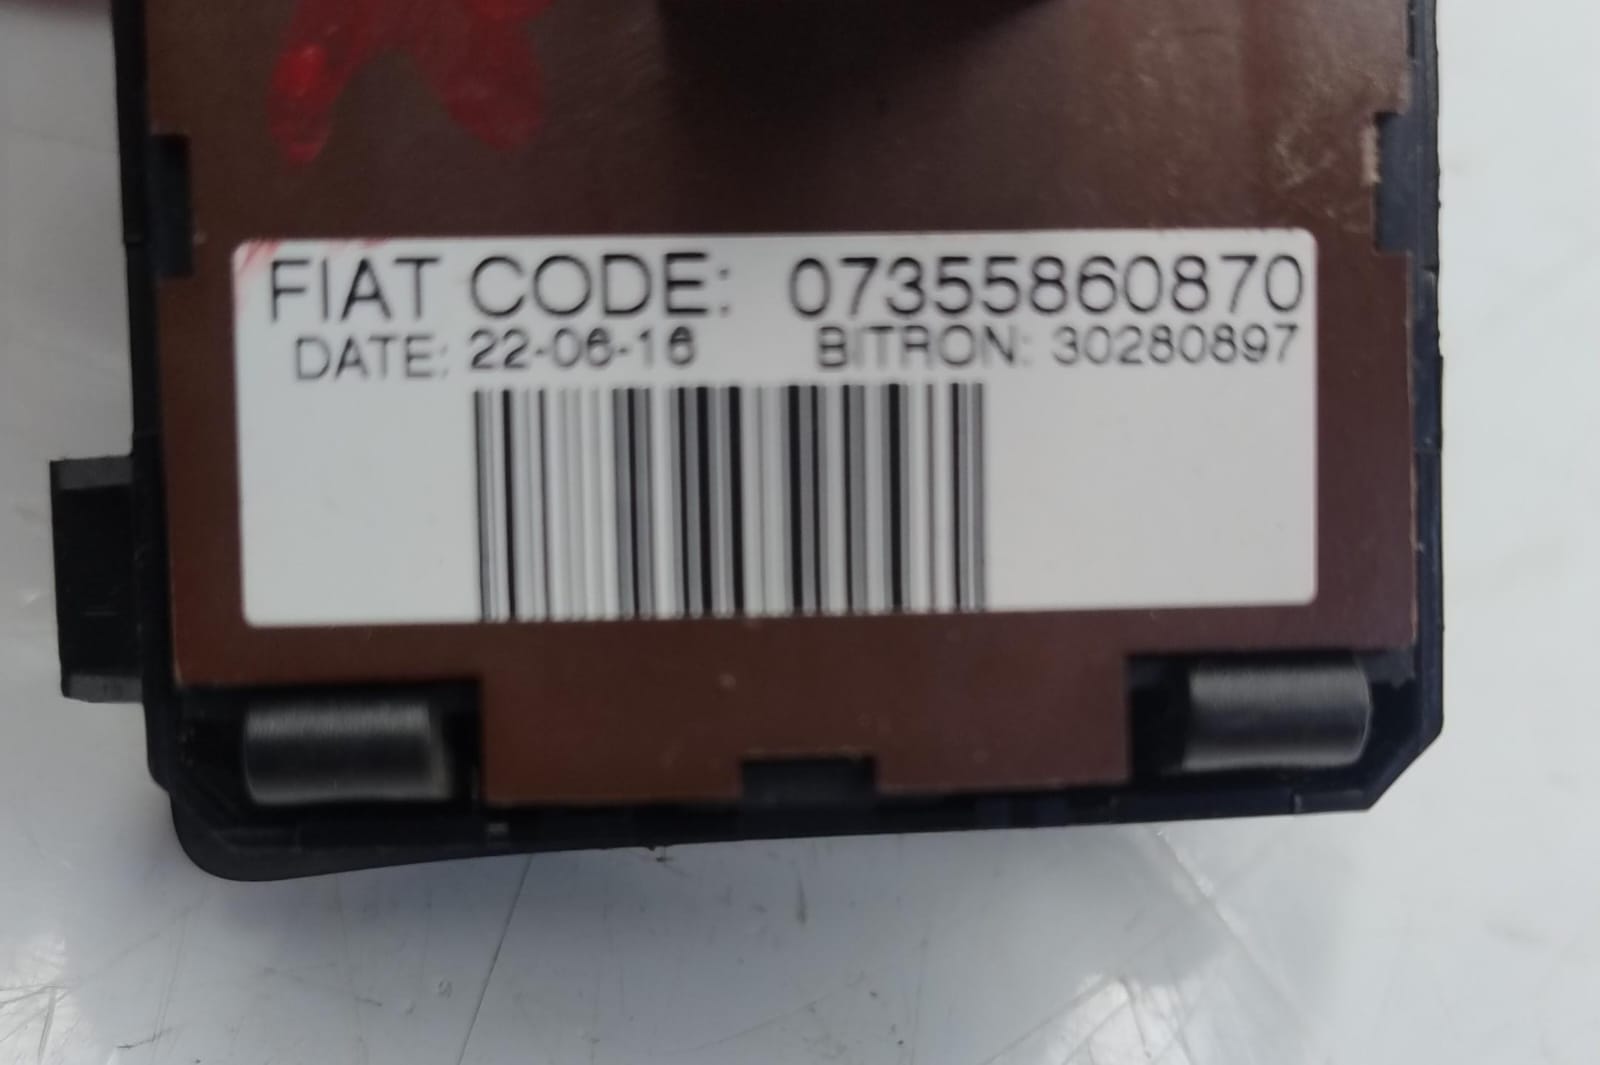 FIAT CODE: 07355860870
DATE: 22-06-16 BITRON: 30280897